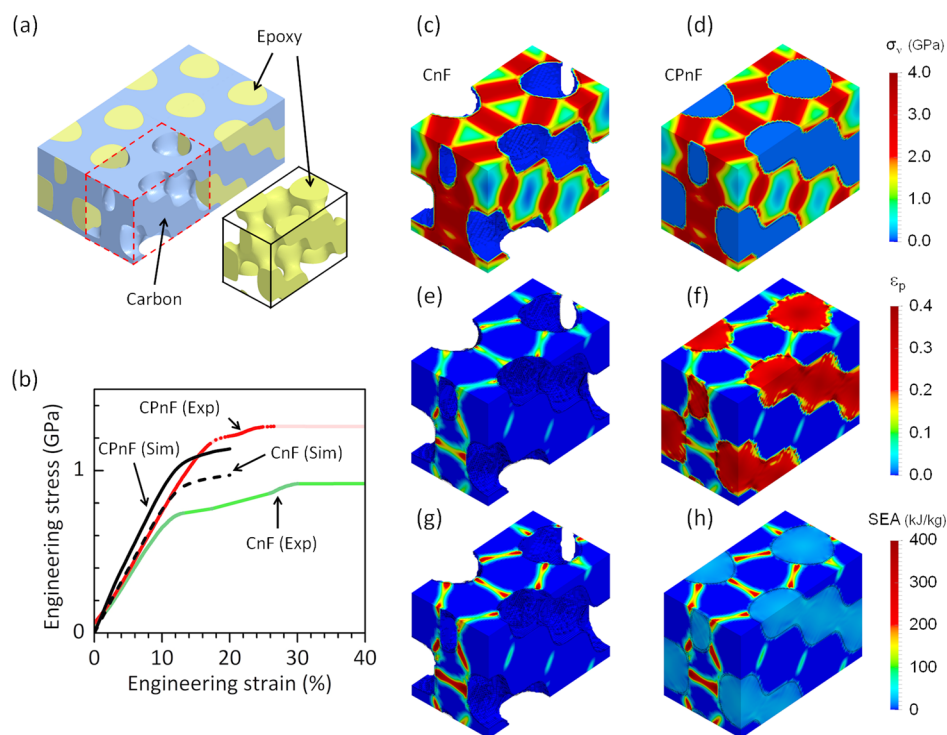 (a)
Epoxy
Carbon
(b)
Engineering stress (GPa)
1
0
CPnF (Exp)
CPnF (Sim)
CnF (Sim)
CnF (Exp)
0 10 20 30 40
Engineering strain (%)
(c)
CnF
(d)
CPnF
σᵥ (GPa)
4.0
3.0
2.0
1.0
0.0
(e)
(f)
εₚ
0.4
0.3
0.2
0.1
0.0
(g)
(h)
SEA (kJ/kg)
400
300
200
100
0